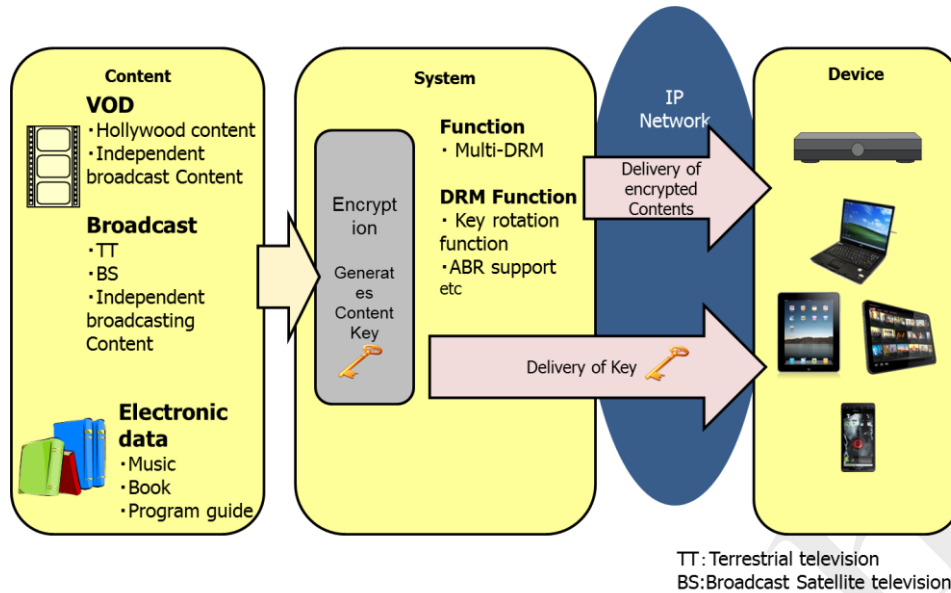 Content
VOD
・Hollywood content
・Independent
broadcast Content
Broadcast
・TT
・BS
・Independent
broadcasting
Content
Electronic
data
・Music
・Book
・Program guide
System
Encrypt
ion
Generat
es
Content
Key
Function
・Multi-DRM
DRM Function
・Key rotation
function
・ABR support
etc
IP
Network
Delivery of
encrypted
Contents
Delivery of Key
Device
TT:Terrestrial television
BS:Broadcast Satellite television